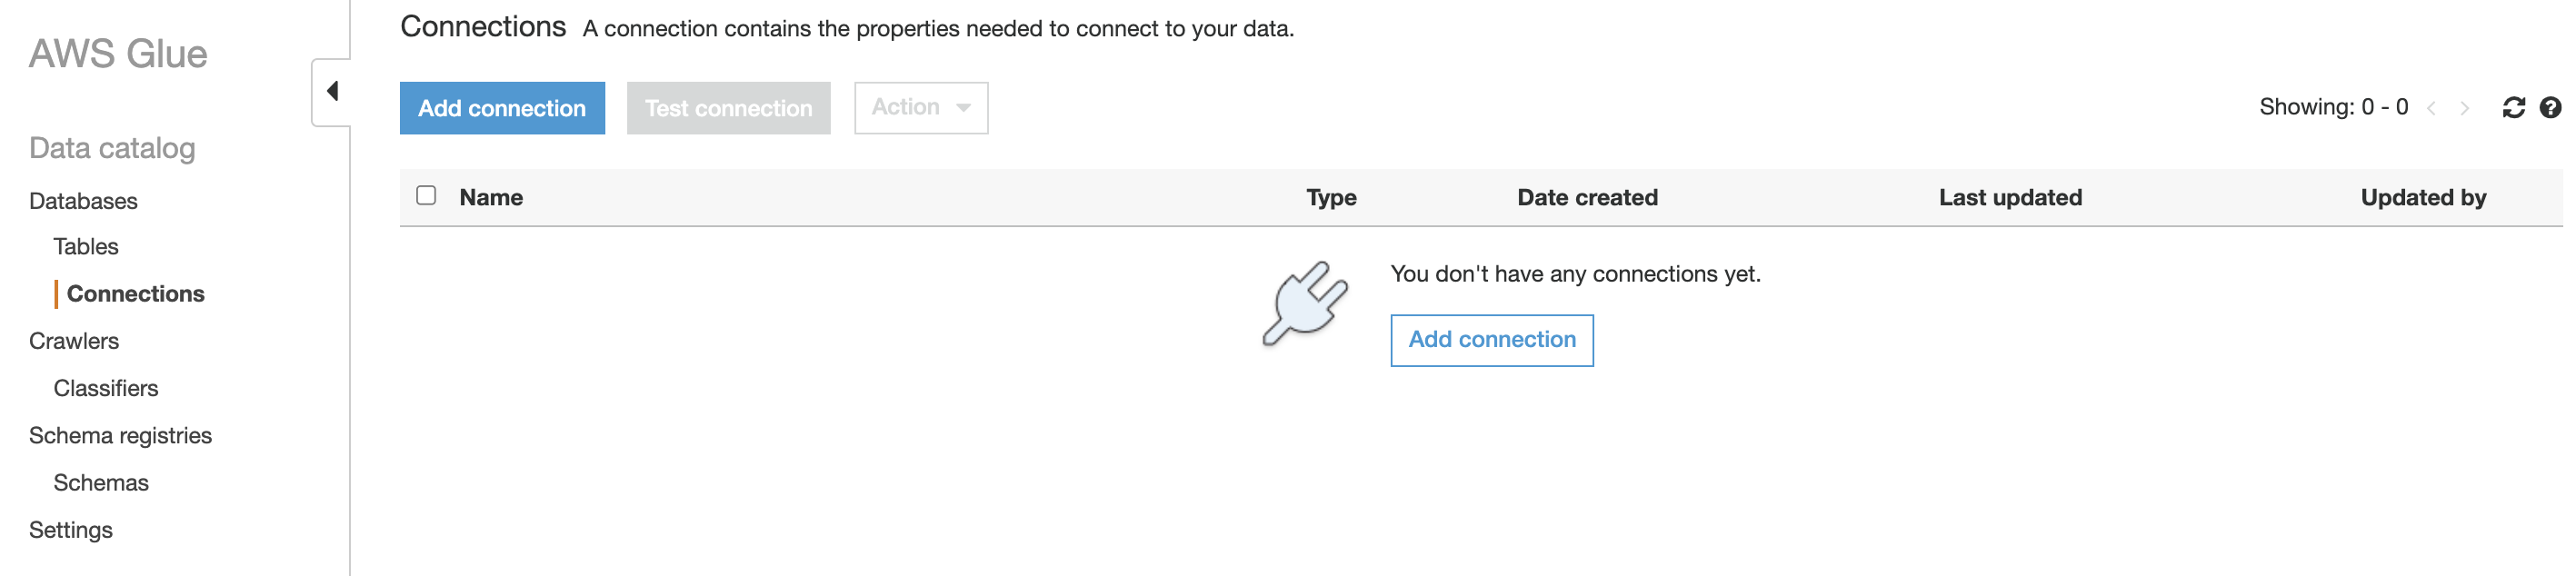 AWS Glue
Data catalog
Databases
Tables
Connections
Crawlers
Classifiers
Schema registries
Schemas
Settings
Connections A connection contains the properties needed to connect to your data.
Add connection Test connection Action
Showing: 0 - 0
Name Type Date created Last updated Updated by
You don't have any connections yet.
Add connection